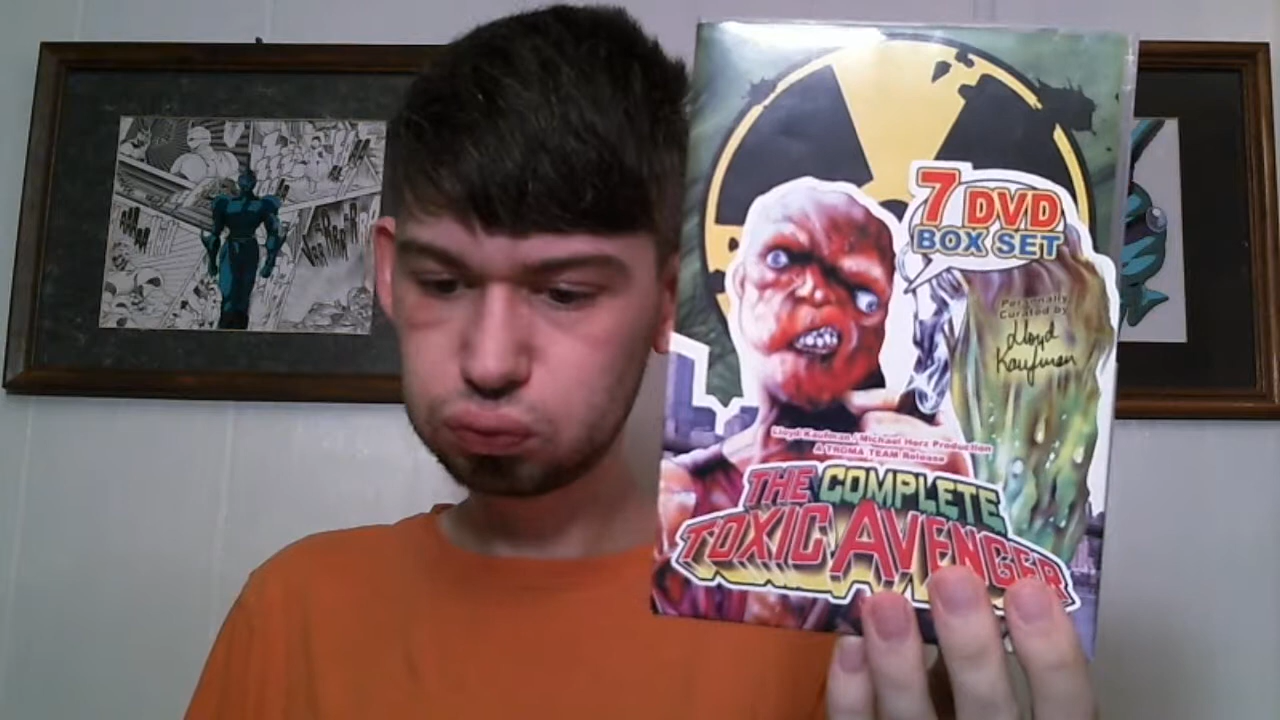 7 DVD
BOX SET
Personally
Curated by
Lloyd
Kaufman
Lloyd Kaufman / Michael Herz Production
A TROMA TEAM Release
THE COMPLETE
TOXIC AVENGER